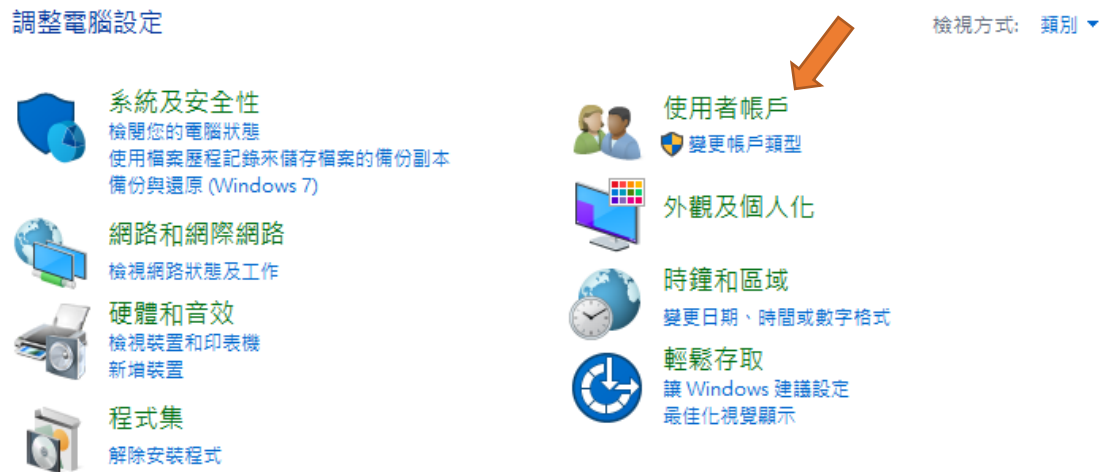 調整電腦設定
檢視方式: 類別
系統及安全性
檢閱您的電腦狀態
使用檔案歷程記錄來儲存檔案的備份副本
備份與還原 (Windows 7)
網路和網際網路
檢視網路狀態及工作
硬體和音效
檢視裝置和印表機
新增裝置
程式集
解除安裝程式
使用者帳戶
變更帳戶類型
外觀及個人化
時鐘和區域
變更日期、時間或數字格式
輕鬆存取
讓 Windows 建議設定
最佳化視覺顯示